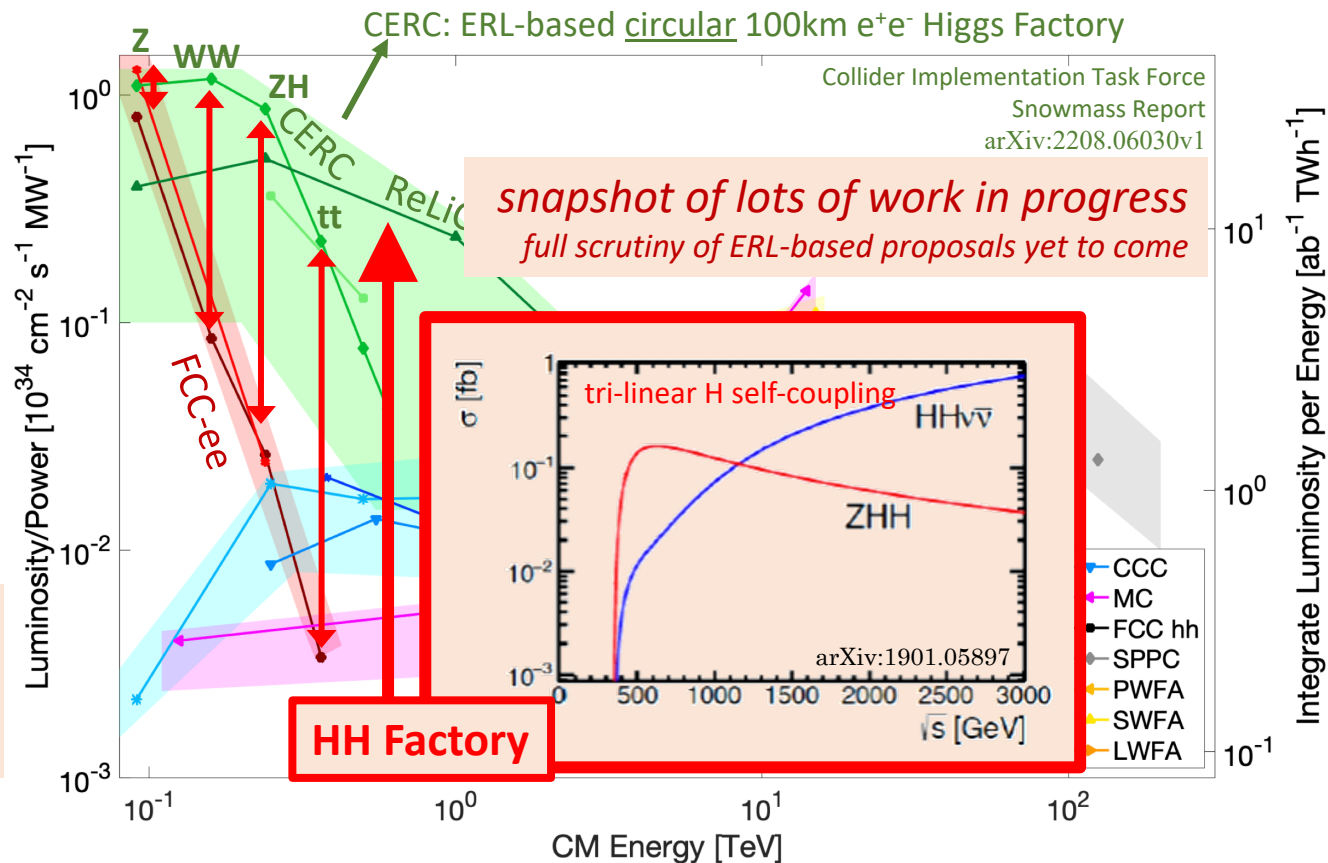 CERC: ERL-based circular 100km e⁺e⁻ Higgs Factory
Z
WW
ZH
Collider Implementation Task Force
Snowmass Report
arXiv:2208.06030v1
CERC
tt
snapshot of lots of work in progress
full scrutiny of ERL-based proposals yet to come
FCC-ee
Luminosity/Power [10³⁴ cm⁻² s⁻¹ MW⁻¹]
10⁰
10⁻¹
10⁻²
10⁻³
Integrate Luminosity per Energy [ab⁻¹ TWh⁻¹]
10¹
10⁰
10⁻¹
σ [fb]
1
10⁻¹
10⁻²
10⁻³
tri-linear H self-coupling
HHνν̅
ZHH
arXiv:1901.05897
0 500 1000 1500 2000 2500 3000
√s [GeV]
HH Factory
CCC
MC
FCC hh
SPPC
PWFA
SWFA
LWFA
10⁻¹ 10⁰ 10¹ 10²
CM Energy [TeV]